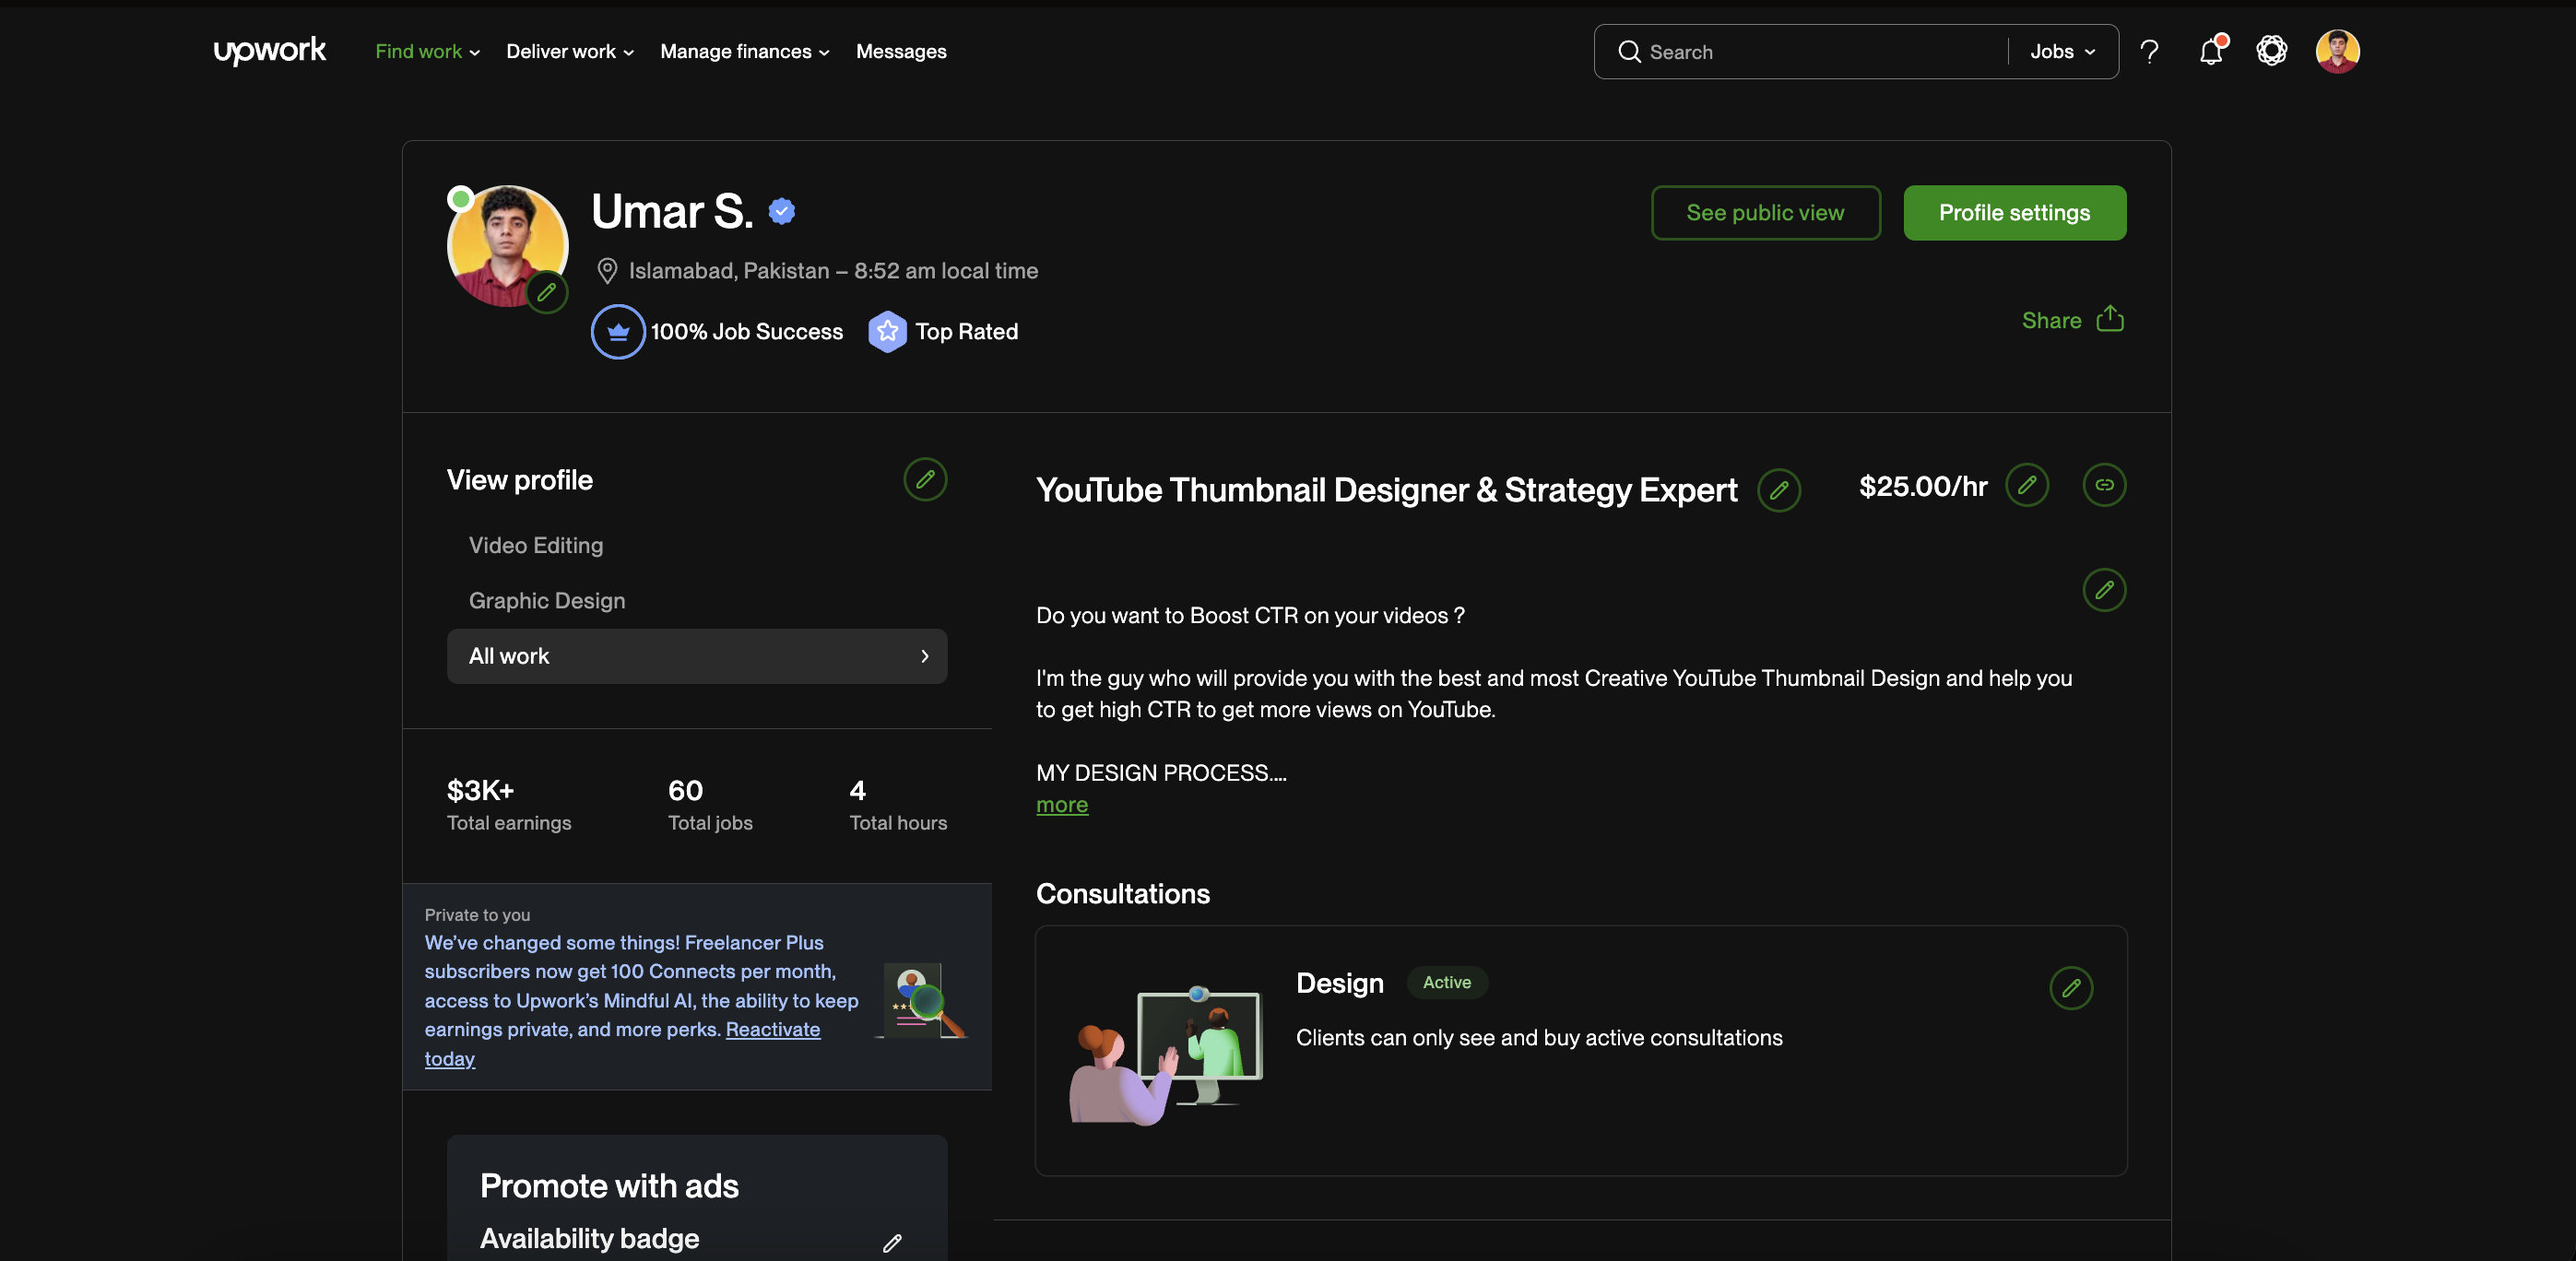 upwork
Find work
Deliver work
Manage finances
Messages
Search
Jobs
Umar S.
Islamabad, Pakistan – 8:52 am local time
100% Job Success
Top Rated
See public view
Profile settings
Share
View profile
Video Editing
Graphic Design
All work
$3K+
Total earnings
60
Total jobs
4
Total hours
Private to you
We've changed some things! Freelancer Plus
subscribers now get 100 Connects per month,
access to Upwork's Mindful AI, the ability to keep
earnings private, and more perks. Reactivate
today
Promote with ads
Availability badge
YouTube Thumbnail Designer & Strategy Expert
$25.00/hr
Do you want to Boost CTR on your videos ?
I'm the guy who will provide you with the best and most Creative YouTube Thumbnail Design and help you
to get high CTR to get more views on YouTube.
MY DESIGN PROCESS....
more
Consultations
Design
Active
Clients can only see and buy active consultations